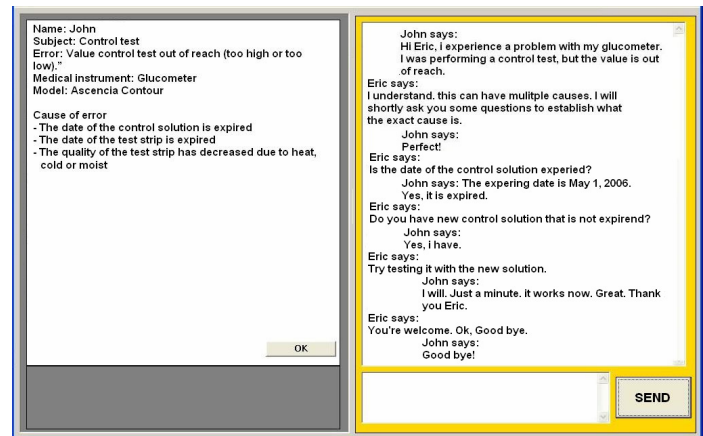 Name: John
Subject: Control test
Error: Value control test out of reach (too high or too
low)."
Medical instrument: Glucometer
Model: Ascencia Contour
Cause of error
- The date of the control solution is expired
- The date of the test strip is expired
- The quality of the test strip has decreased due to heat,
cold or moist
OK
John says:
Hi Eric, i experience a problem with my glucometer.
I was performing a control test, but the value is out
of reach.
Eric says:
I understand. this can have mulitple causes. I will
shortly ask you some questions to establish what
the exact cause is.
John says:
Perfect!
Eric says:
Is the date of the control solution experied?
John says: The expering date is May 1, 2006.
Yes, it is expired.
Eric says:
Do you have new control solution that is not expirend?
John says:
Yes, i have.
Eric says:
Try testing it with the new solution.
John says:
I will. Just a minute. it works now. Great. Thank
you Eric.
Eric says:
You're welcome. Ok, Good bye.
John says:
Good bye!
SEND